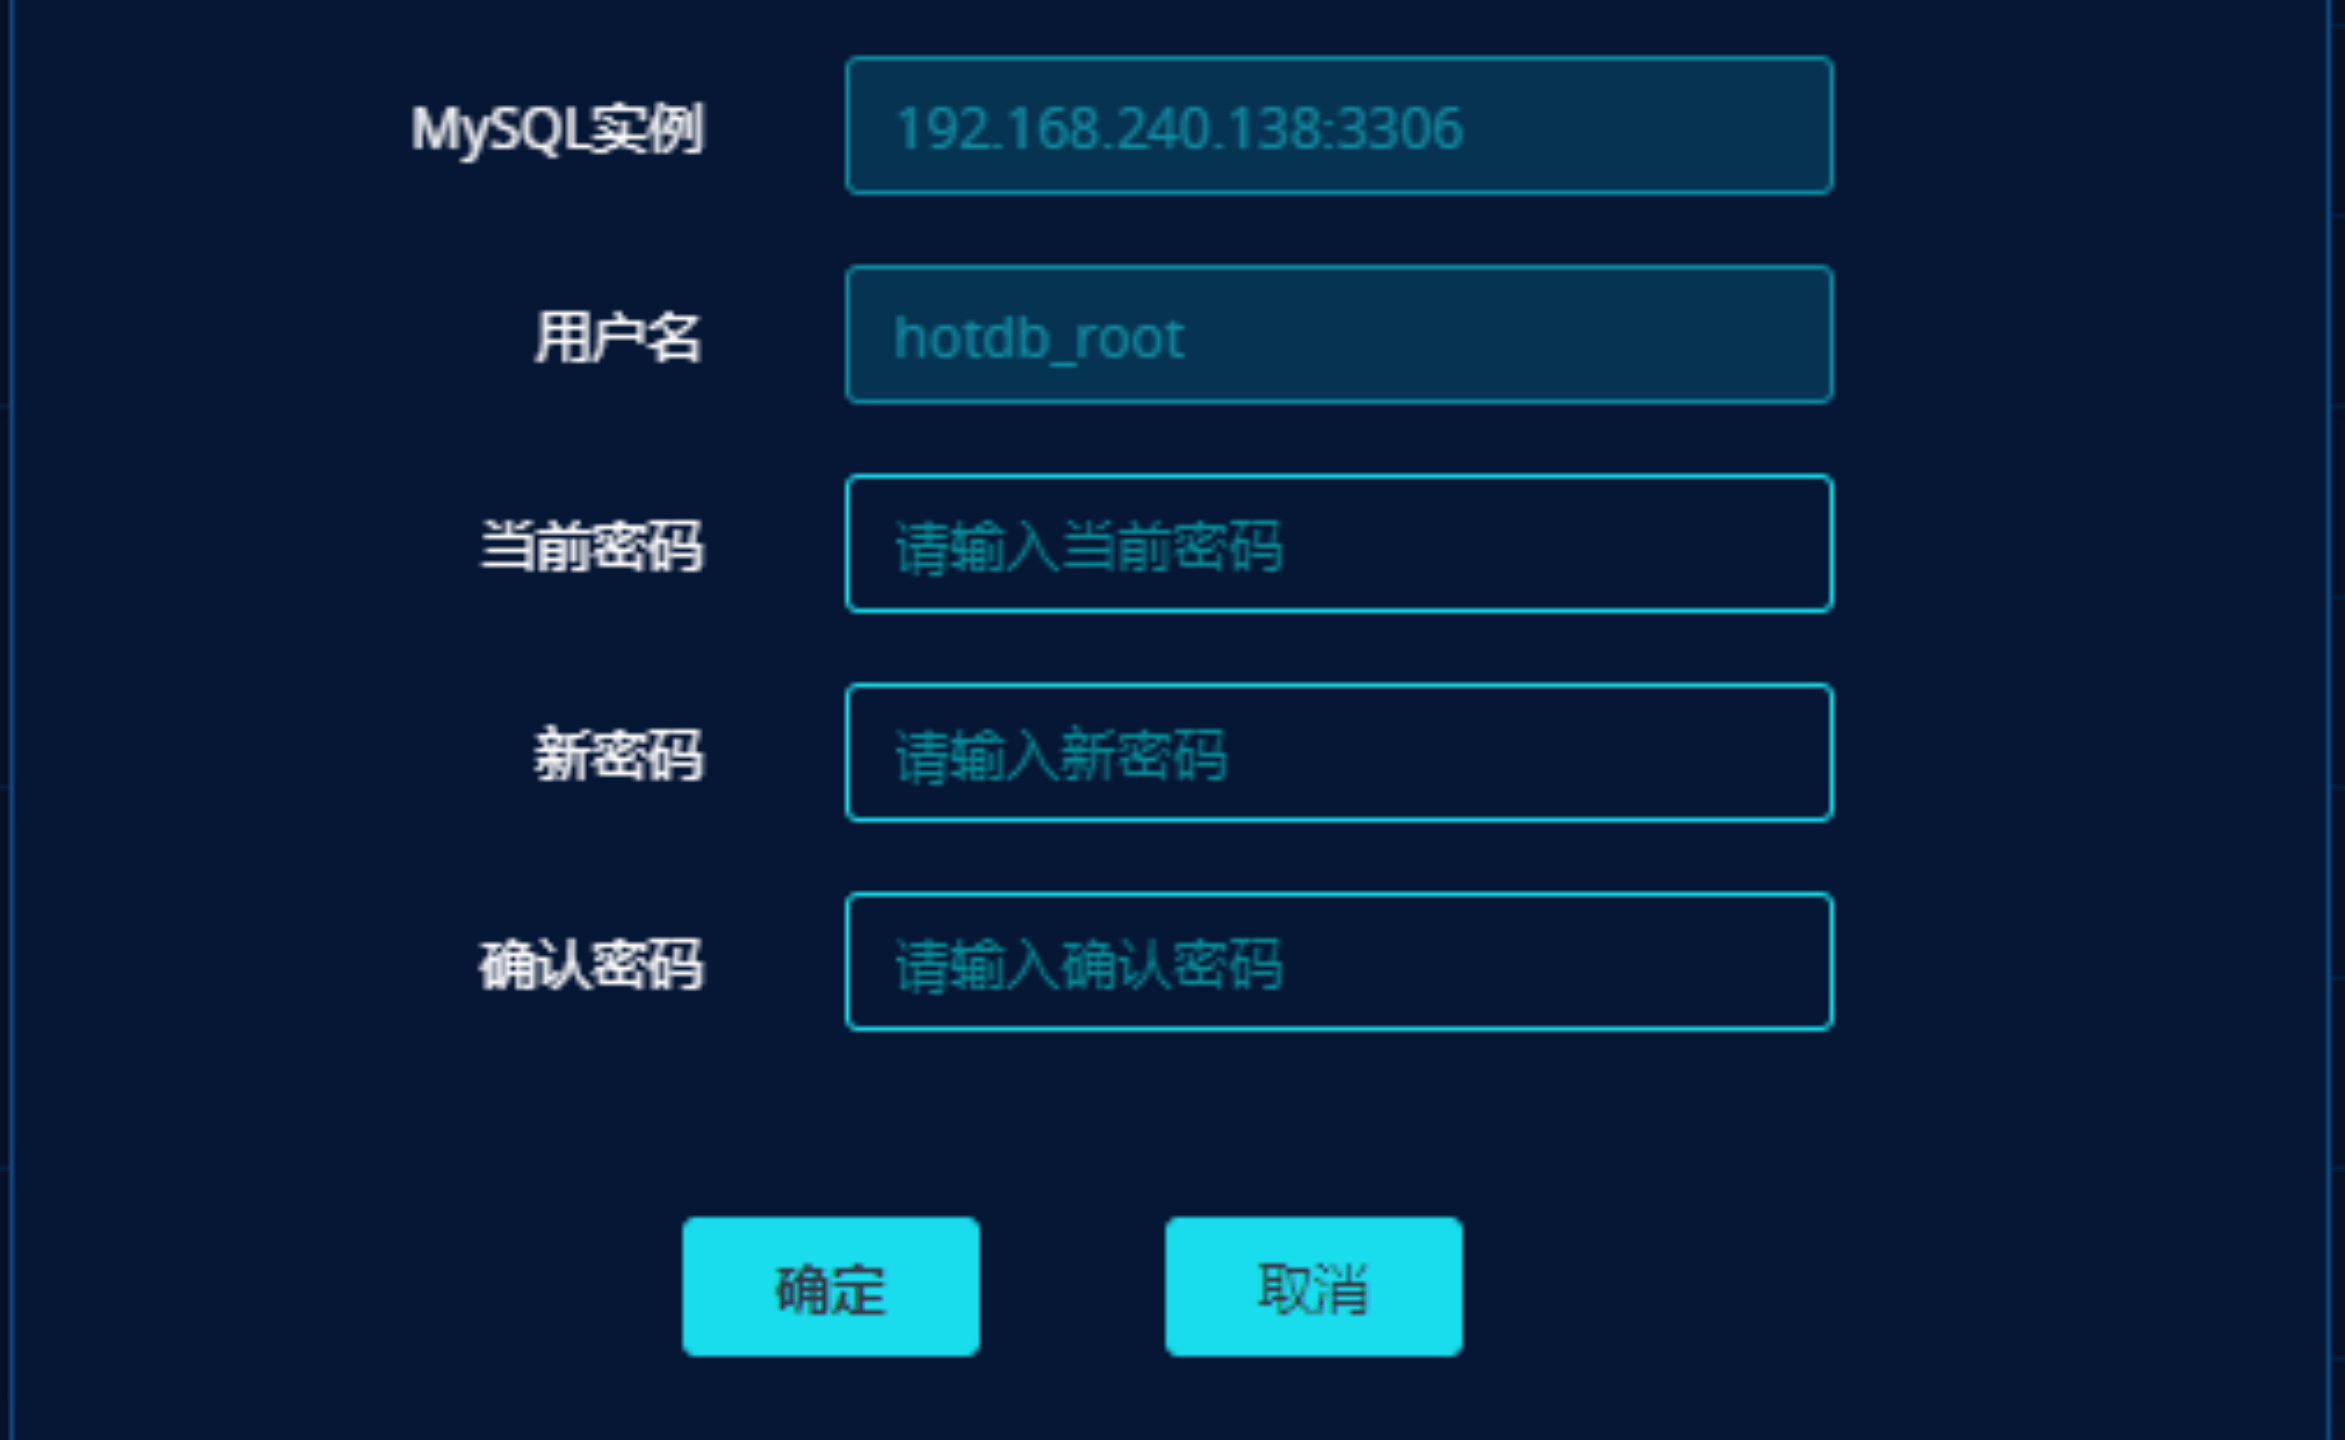 MySQL实例 192.168.240.138:3306
用户名 hotdb_root
当前密码 请输入当前密码
新密码 请输入新密码
确认密码 请输入确认密码
确定 取消